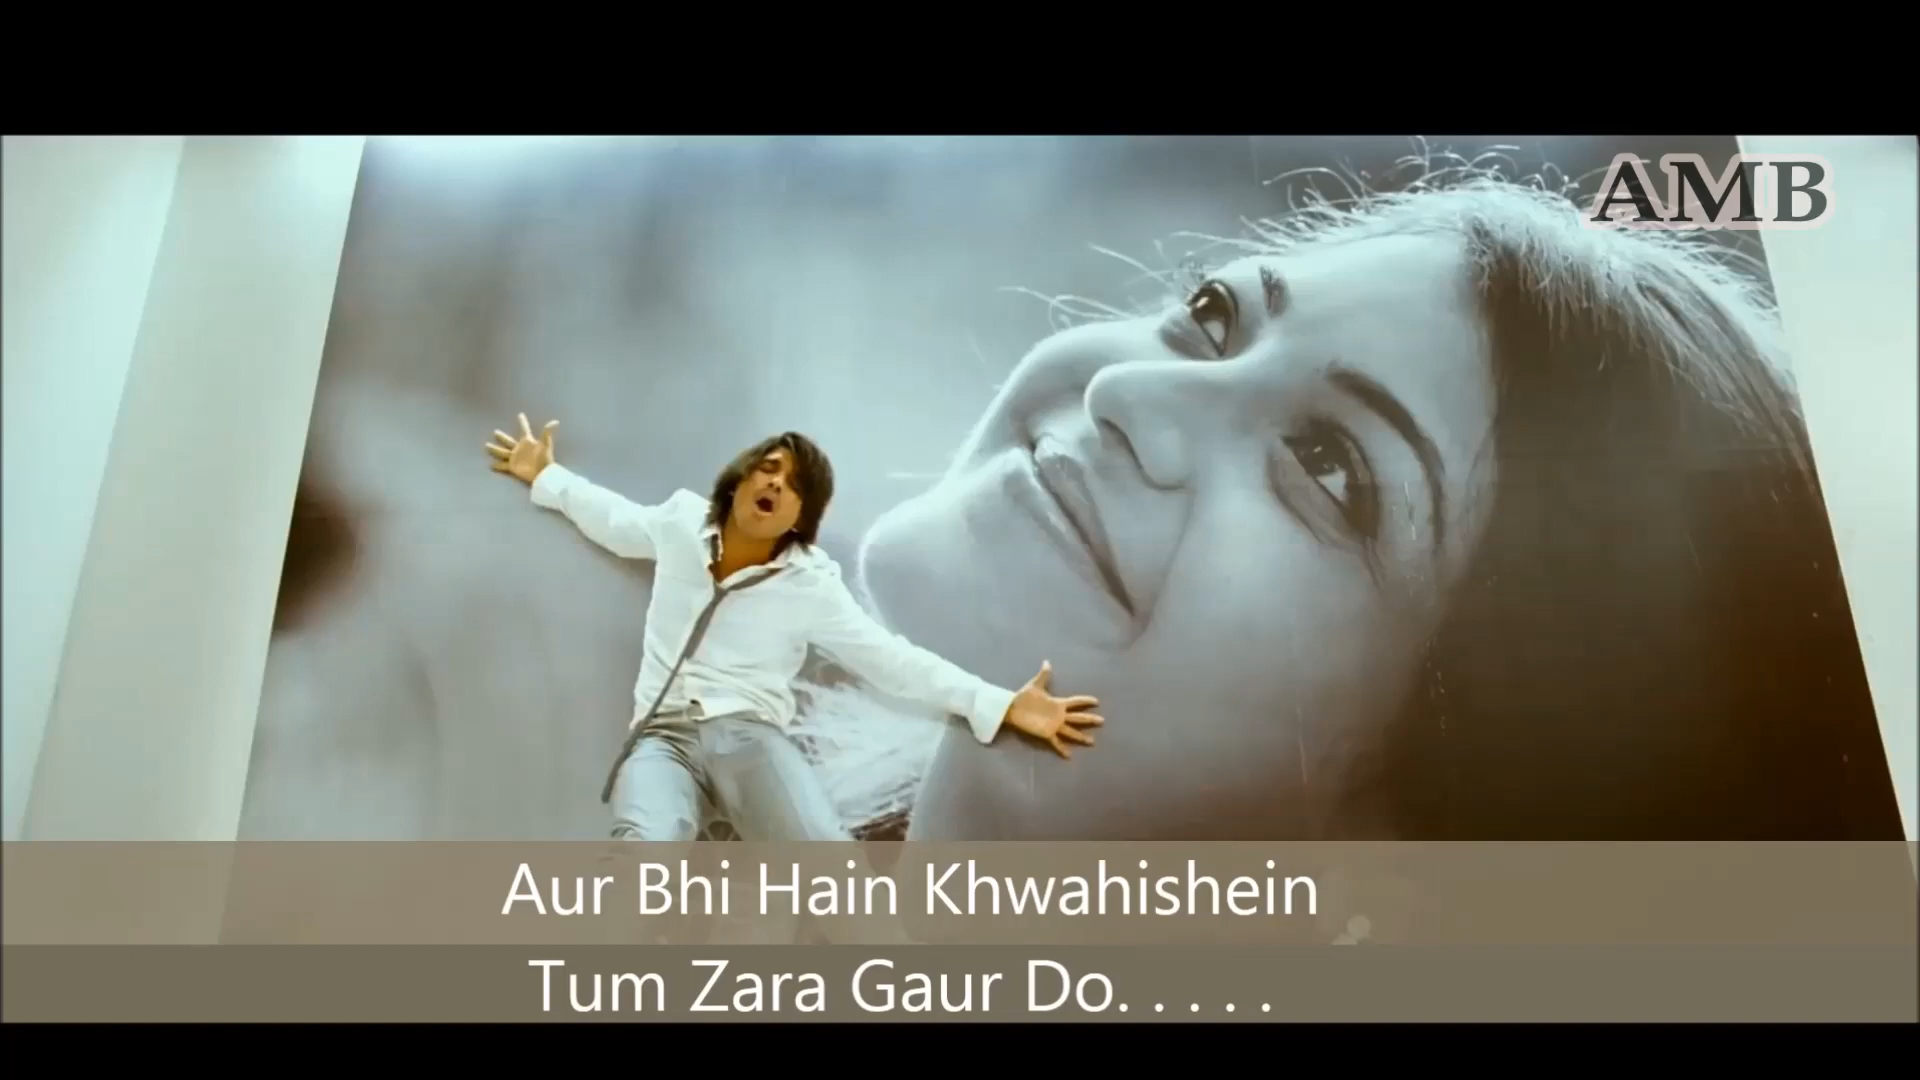 AMB
Aur Bhi Hain Khwahishein
Tum Zara Gaur Do. . . . .